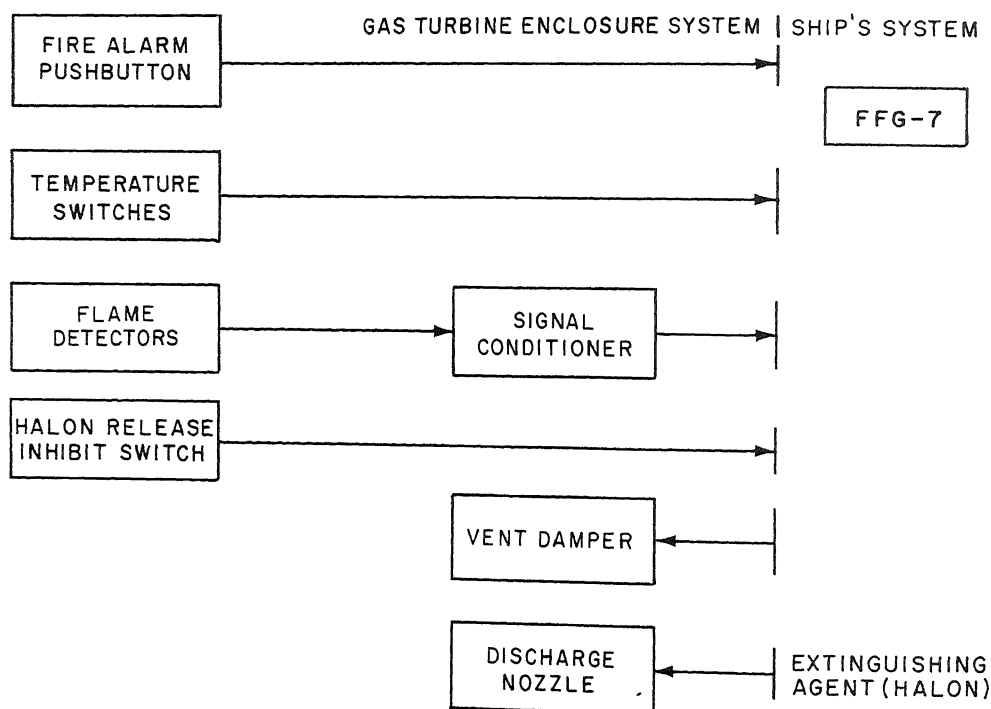 GAS TURBINE ENCLOSURE SYSTEM
SHIP'S SYSTEM
FIRE ALARM
PUSHBUTTON
FFG-7
TEMPERATURE
SWITCHES
FLAME
DETECTORS
SIGNAL
CONDITIONER
HALON RELEASE
INHIBIT SWITCH
VENT DAMPER
DISCHARGE
NOZZLE
EXTINGUISHING
AGENT (HALON)